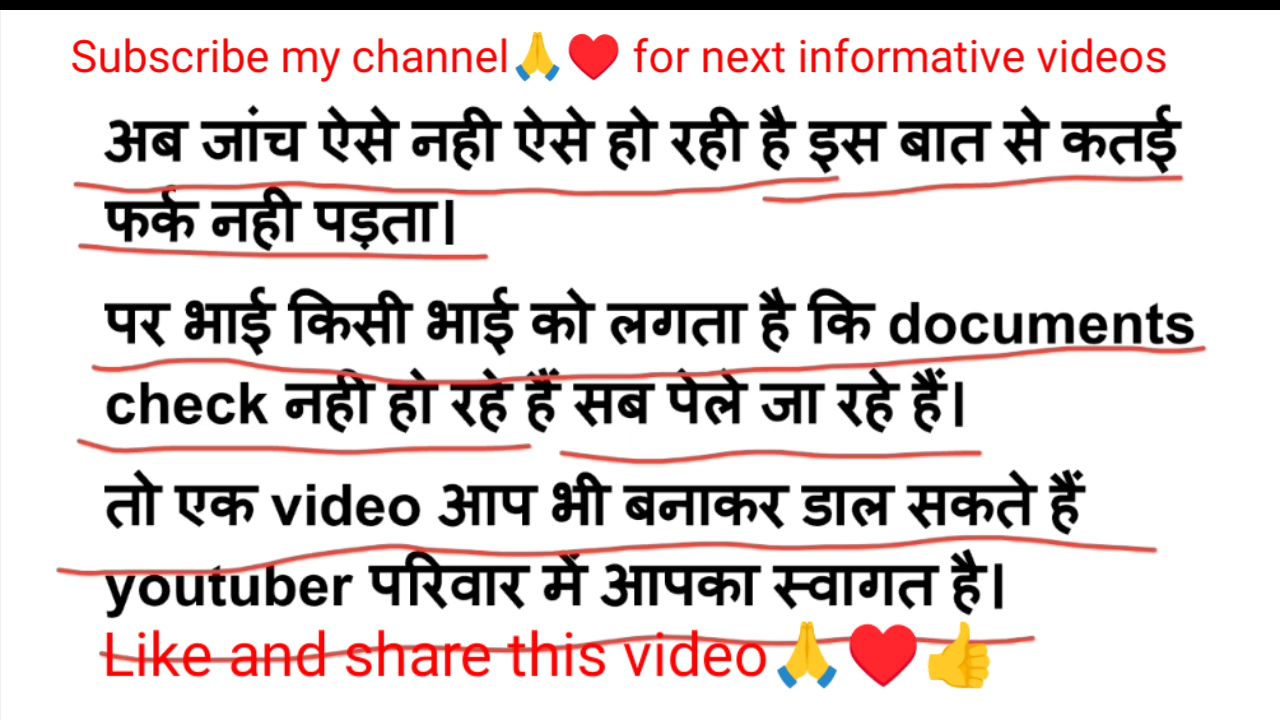 Subscribe my channel🙏♥️ for next informative videos
अब जांच ऐसे नही ऐसे हो रही है इस बात से कतई
फर्क नही पड़ता।
पर भाई किसी भाई को लगता है कि documents
check नही हो रहे हैं सब पेले जा रहे हैं।
तो एक video आप भी बनाकर डाल सकते हैं
youtuber परिवार में आपका स्वागत है।
Like and share this video🙏♥️👍